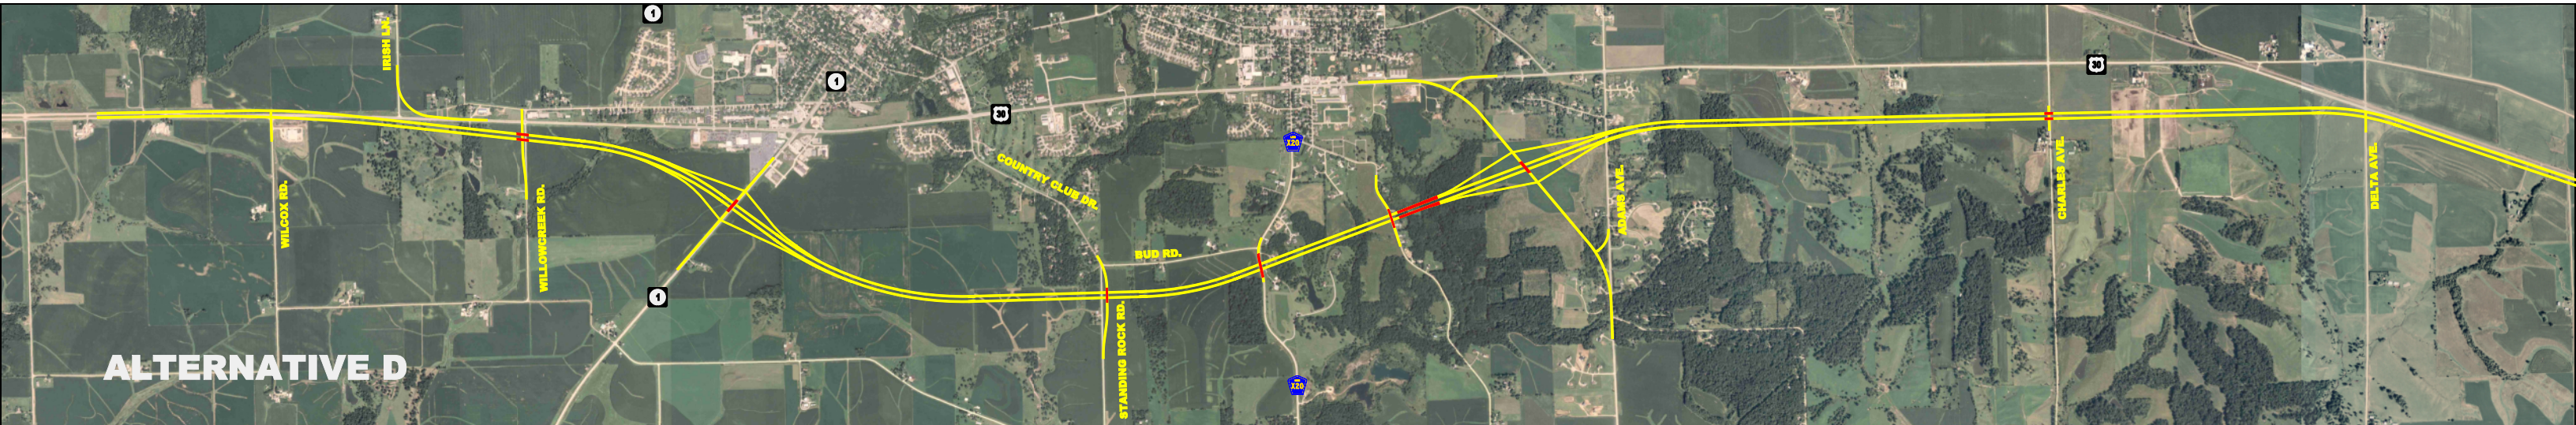 1
IRISH LN.
1
30
30
X20
COUNTRY CLUB DR.
WILCOX RD.
WILLOWCREEK RD.
ADAMS AVE.
CHARLES AVE.
DELTA AVE.
BUD RD.
1
STANDING ROCK RD.
ALTERNATIVE D
X20